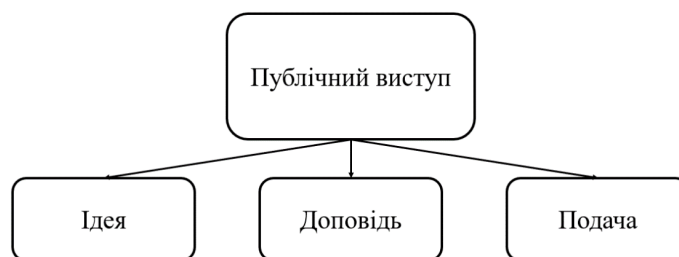 Публічний виступ
Ідея
Доповідь
Подача